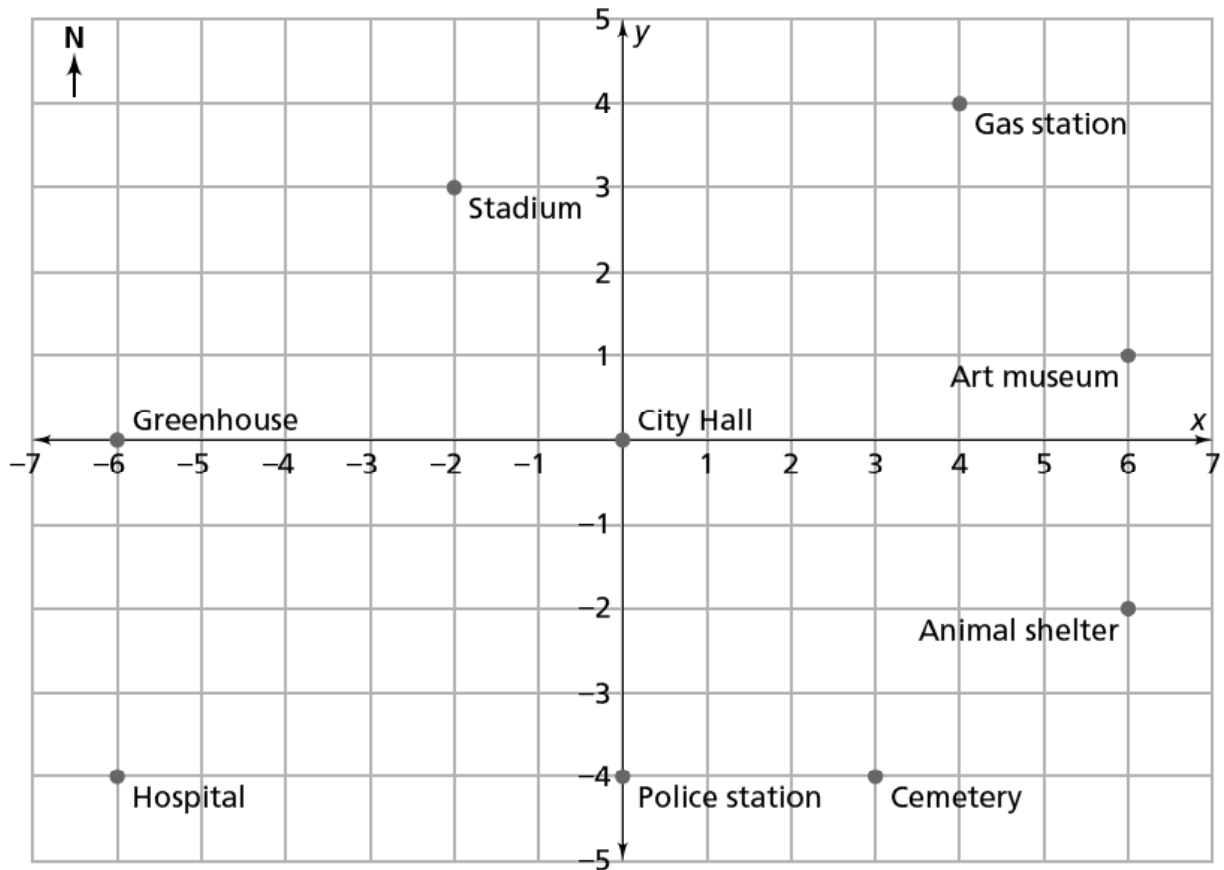 5
y
N
4
Gas station
3
Stadium
2
1
Art museum
Greenhouse
City Hall
x
–7 –6 –5 –4 –3 –2 –1 1 2 3 4 5 6 7
–1
–2
Animal shelter
–3
–4
Hospital
Police station
Cemetery
–5